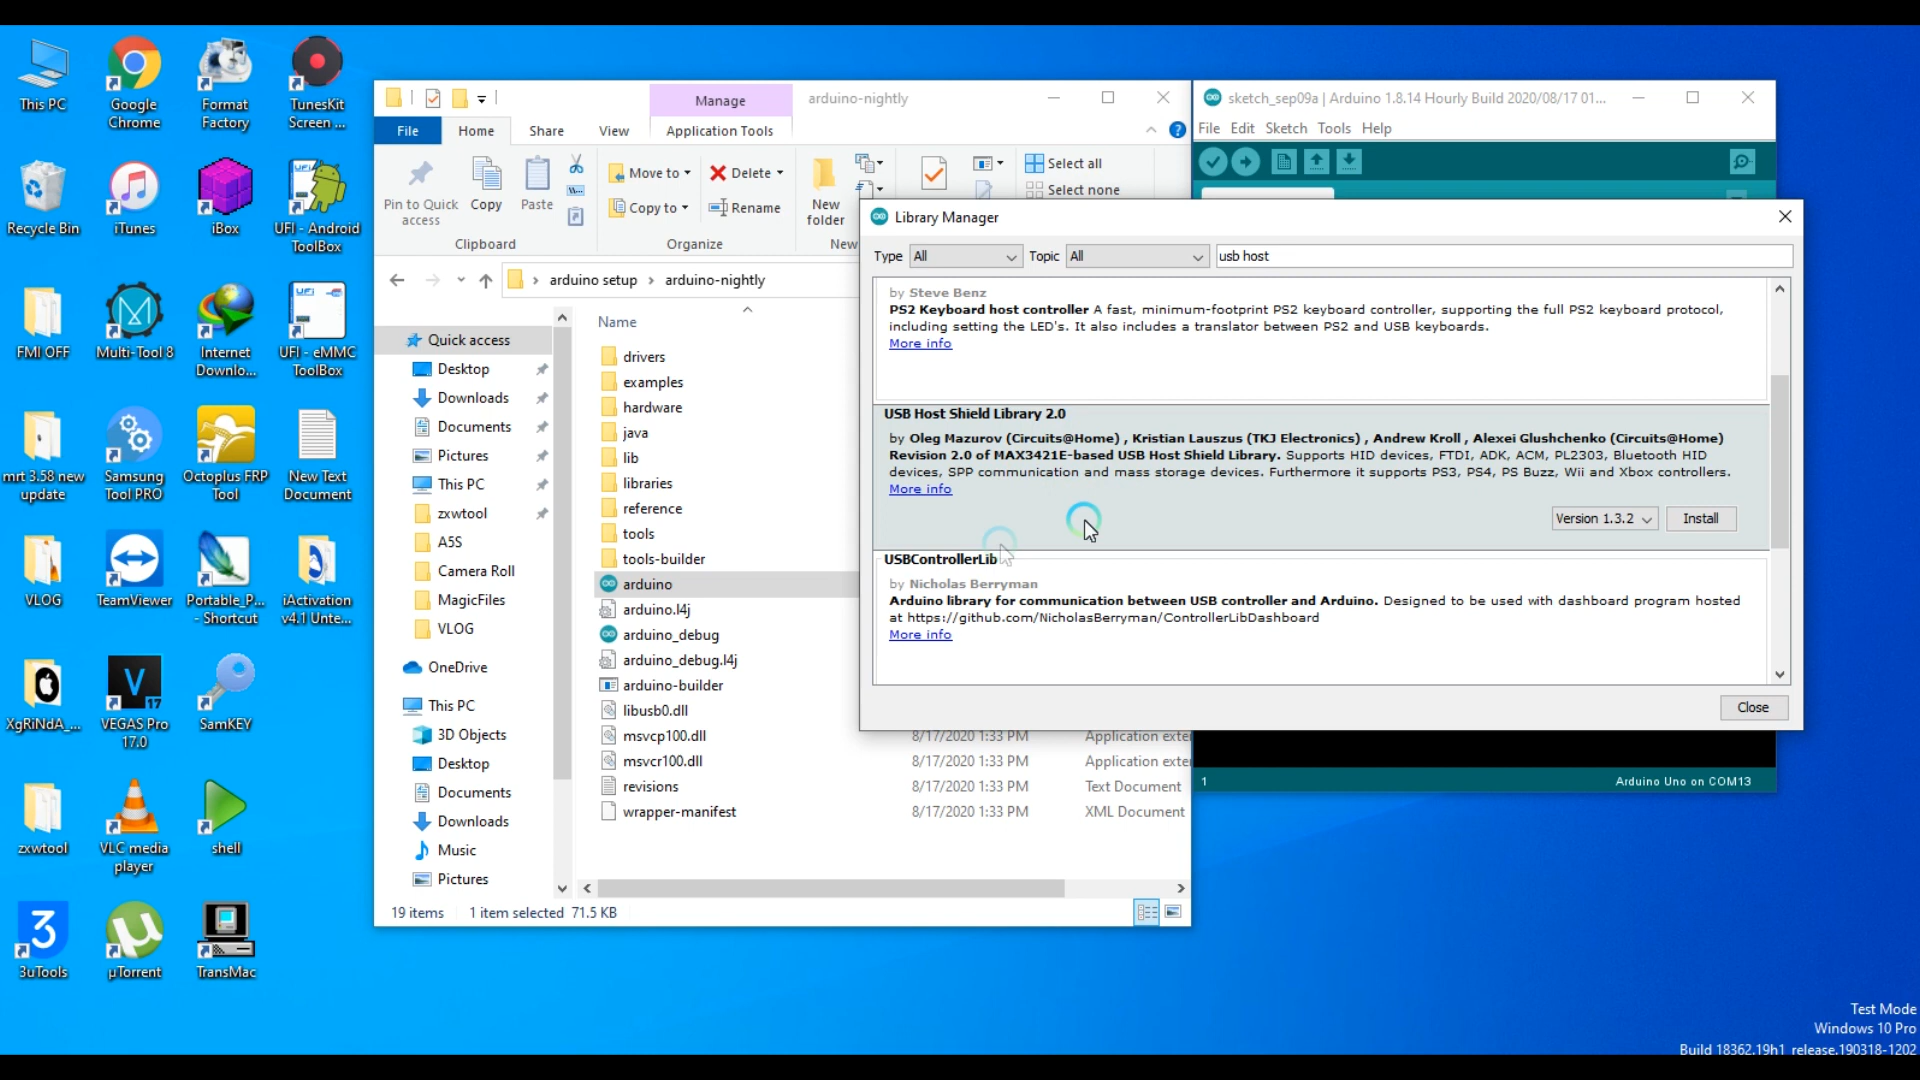 This PC
Google
Chrome
Format
Factory
TunesKit
Screen ...
Recycle Bin
iTunes
iBox
UFI - Android
ToolBox
FMI OFF
Multi-Tool 8
Internet
Downlo...
UFI - eMMC
ToolBox
mrt 3.58 new
update
Samsung
Tool PRO
Octoplus FRP
Tool
New Text
Document
VLOG
TeamViewer
Portable_P...
- Shortcut
iActivation
v4.1 Unte...
XgRiNdA_...
VEGAS Pro
17.0
SamKEY
zxwtool
VLC media
player
shell
3uTools
µTorrent
TransMac
Manage
arduino-nightly
File
Home
Share
View
Application Tools
Pin to Quick
access
Copy
Paste
Clipboard
Move to
Copy to
Delete
Rename
Organize
New
folder
New
Select all
Select none
arduino setup > arduino-nightly
Quick access
Desktop
Downloads
Documents
Pictures
This PC
zxwtool
A5S
Camera Roll
MagicFiles
VLOG
OneDrive
This PC
3D Objects
Desktop
Documents
Downloads
Music
Pictures
Name
drivers
examples
hardware
java
lib
libraries
reference
tools
tools-builder
arduino
arduino.l4j
arduino_debug
arduino_debug.l4j
arduino-builder
libusb0.dll
msvcp100.dll 8/17/2020 1:33 PM Application exte
msvcr100.dll 8/17/2020 1:33 PM Application exte
revisions 8/17/2020 1:33 PM Text Document
wrapper-manifest 8/17/2020 1:33 PM XML Document
19 items 1 item selected 71.5 KB
sketch_sep09a | Arduino 1.8.14 Hourly Build 2020/08/17 01...
File Edit Sketch Tools Help
Library Manager
Type All Topic All usb host
by Steve Benz
PS2 Keyboard host controller A fast, minimum-footprint PS2 keyboard controller, supporting the full PS2 keyboard protocol,
including setting the LED's. It also includes a translator between PS2 and USB keyboards.
More info
USB Host Shield Library 2.0
by Oleg Mazurov (Circuits@Home) , Kristian Lauszus (TKJ Electronics) , Andrew Kroll , Alexei Glushchenko (Circuits@Home)
Revision 2.0 of MAX3421E-based USB Host Shield Library. Supports HID devices, FTDI, ADK, ACM, PL2303, Bluetooth HID
devices, SPP communication and mass storage devices. Furthermore it supports PS3, PS4, PS Buzz, Wii and Xbox controllers.
More info
Version 1.3.2 Install
USBControllerLib
by Nicholas Berryman
Arduino library for communication between USB controller and Arduino. Designed to be used with dashboard program hosted
at https://github.com/NicholasBerryman/ControllerLibDashboard
More info
Close
1 Arduino Uno on COM13
Test Mode
Windows 10 Pro
Build 18362.19h1_release.190318-1202